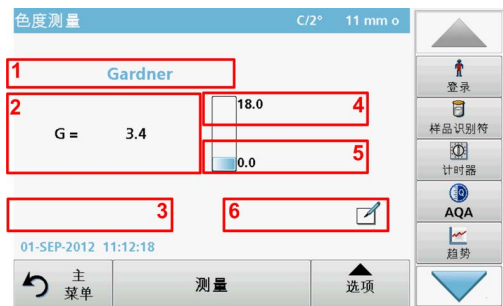 色度测量 C/2° 11 mm o
1 Gardner
2
G = 3.4
18.0 4
5
0.0
3 6
01-SEP-2012 11:12:18
主
菜单
测量
选项
登录
样品识别符
计时器
AQA
趋势